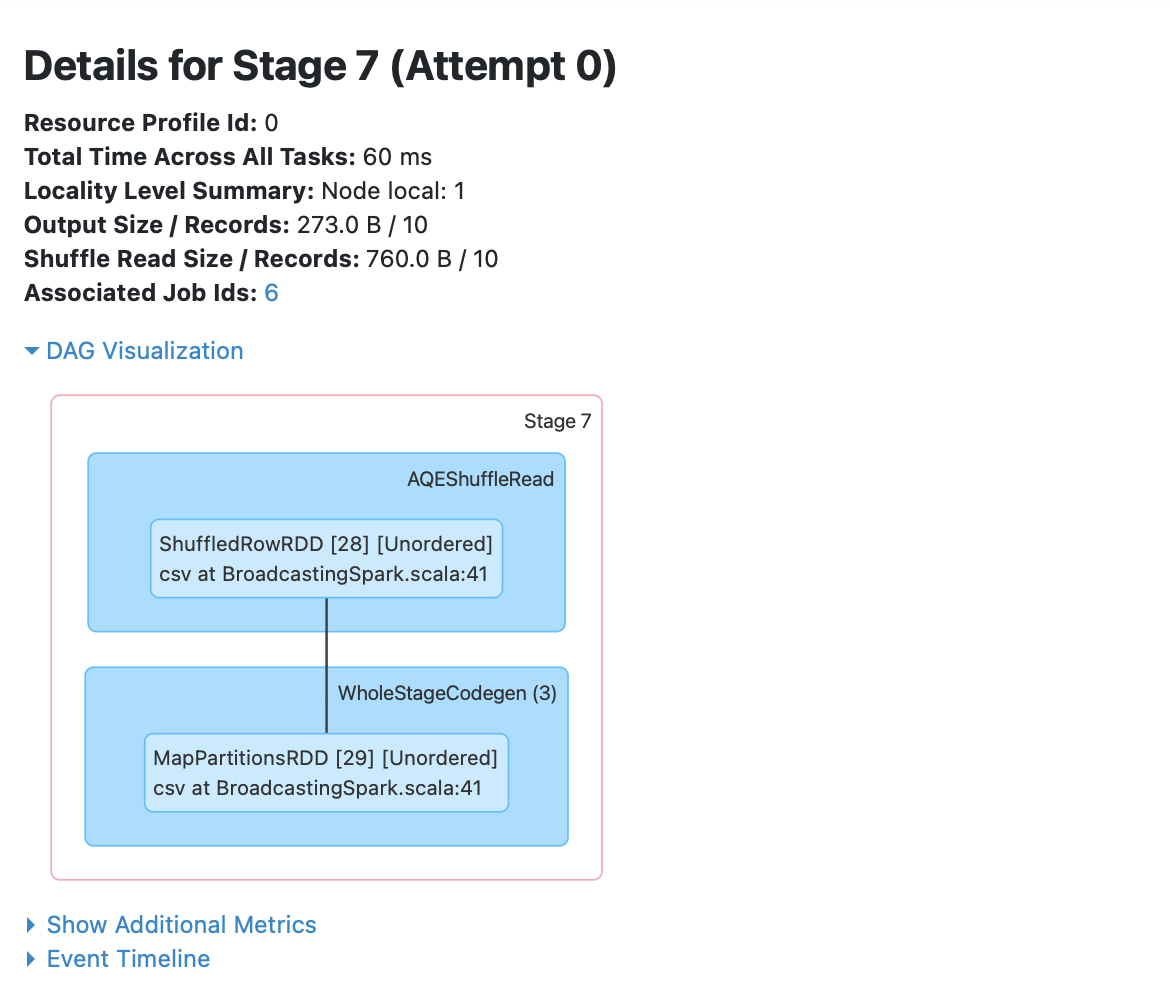 Details for Stage 7 (Attempt 0)
Resource Profile Id: 0
Total Time Across All Tasks: 60 ms
Locality Level Summary: Node local: 1
Output Size / Records: 273.0 B / 10
Shuffle Read Size / Records: 760.0 B / 10
Associated Job Ids: 6
DAG Visualization
Stage 7
AQEShuffleRead
ShuffledRowRDD [28] [Unordered]
csv at BroadcastingSpark.scala:41
WholeStageCodegen (3)
MapPartitionsRDD [29] [Unordered]
csv at BroadcastingSpark.scala:41
Show Additional Metrics
Event Timeline